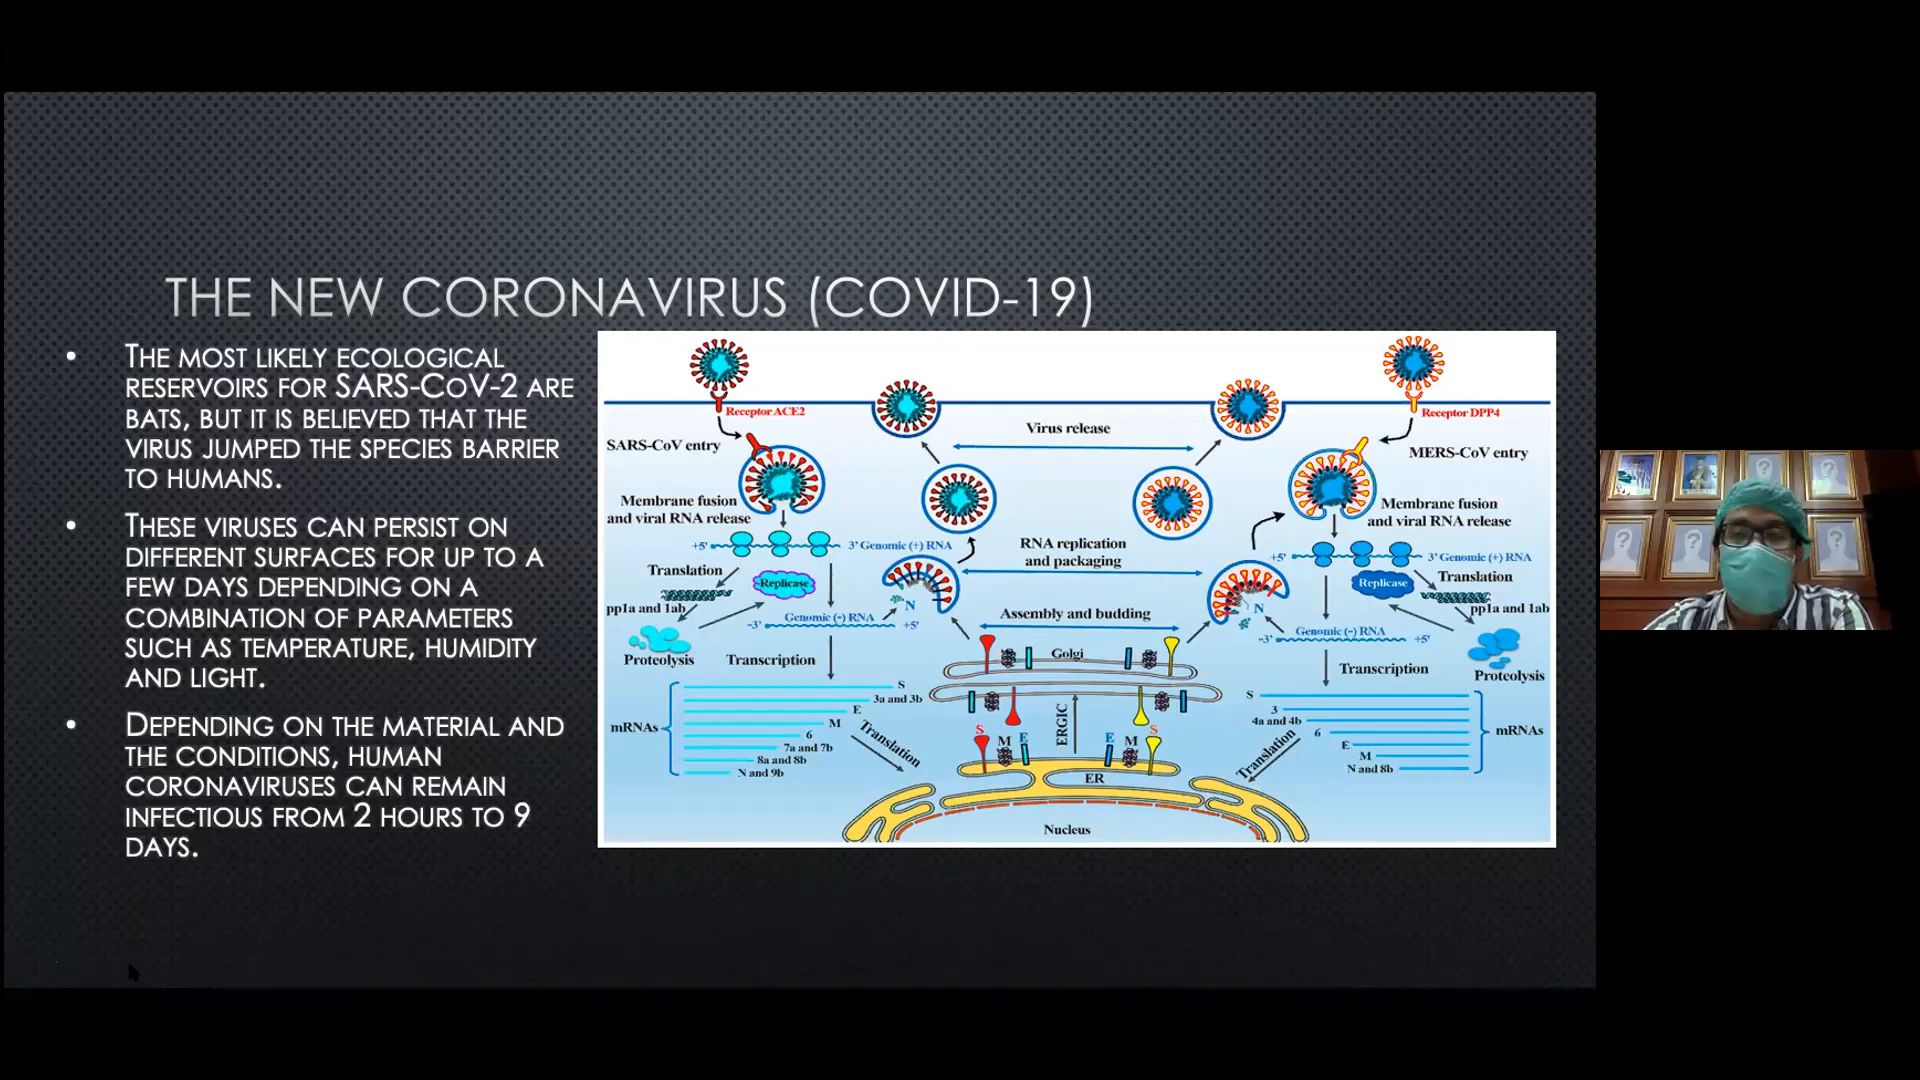 THE NEW CORONAVIRUS (COVID-19)
• THE MOST LIKELY ECOLOGICAL
RESERVOIRS FOR SARS-COV-2 ARE
BATS, BUT IT IS BELIEVED THAT THE
VIRUS JUMPED THE SPECIES BARRIER
TO HUMANS.
• THESE VIRUSES CAN PERSIST ON
DIFFERENT SURFACES FOR UP TO A
FEW DAYS DEPENDING ON A
COMBINATION OF PARAMETERS
SUCH AS TEMPERATURE, HUMIDITY
AND LIGHT.
• DEPENDING ON THE MATERIAL AND
THE CONDITIONS, HUMAN
CORONAVIRUSES CAN REMAIN
INFECTIOUS FROM 2 HOURS TO 9
DAYS.
Receptor ACE2
SARS-CoV entry
Membrane fusion
and viral RNA release
+5'
3' Genomic (+) RNA
Translation
Replicase
pp1a and 1ab
Proteolysis
-3'
Genomic (-) RNA
+5'
N
Transcription
mRNAs
S
3a and 3b
E
M
6
7a and 7b
8a and 8b
N and 9b
Translation
Virus release
RNA replication
and packaging
Assembly and budding
Golgi
ERGIC
S
M
E
E
M
S
ER
Nucleus
Receptor DPP4
MERS-CoV entry
Membrane fusion
and viral RNA release
+5'
3' Genomic (+) RNA
Replicase
Translation
pp1a and 1ab
N
-3'
Genomic (-) RNA
+5'
Proteolysis
Transcription
S
3
4a and 4b
6
E
M
N and 8b
mRNAs
Translation